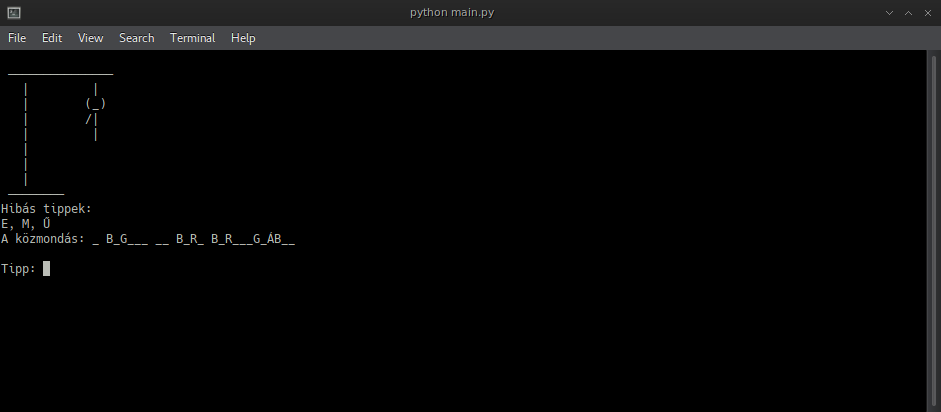 python main.py
File Edit View Search Terminal Help
_______________
|         |
|        (_)
|        /|
|         |
|
|
|
________
Hibás tippek:
E, M, Ű
A közmondás: _ B_G___ __ B_R_ B_R___G_ÁB__
Tipp: